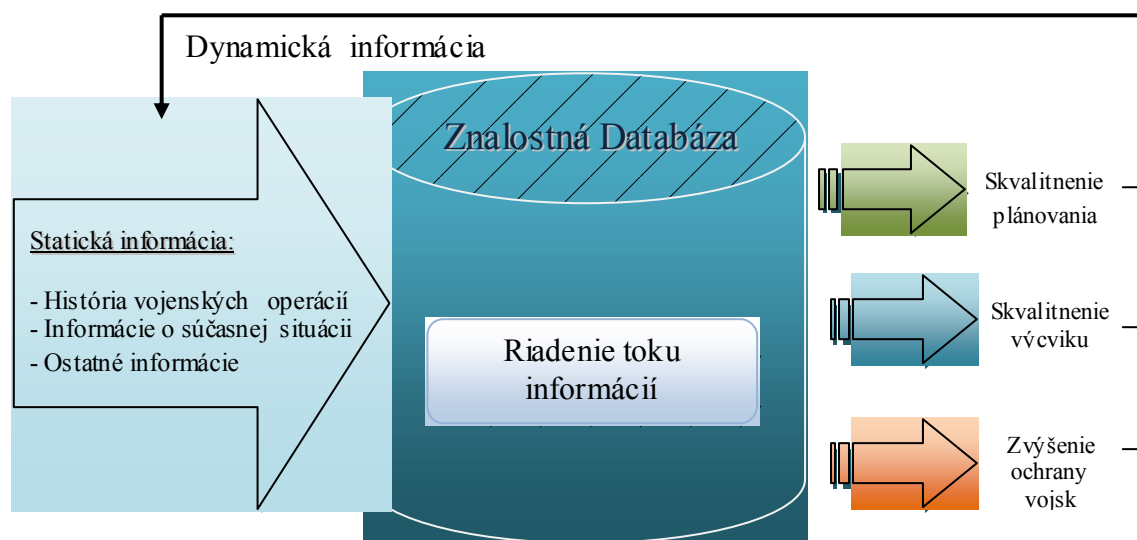 Dynamická informácia
Znalostná Databáza
Statická informácia:
- História vojenských operácií
- Informácie o súčasnej situácii
- Ostatné informácie
Riadenie toku
informácií
Skvalitnenie
plánovania
Skvalitnenie
výcviku
Zvýšenie
ochrany
vojsk